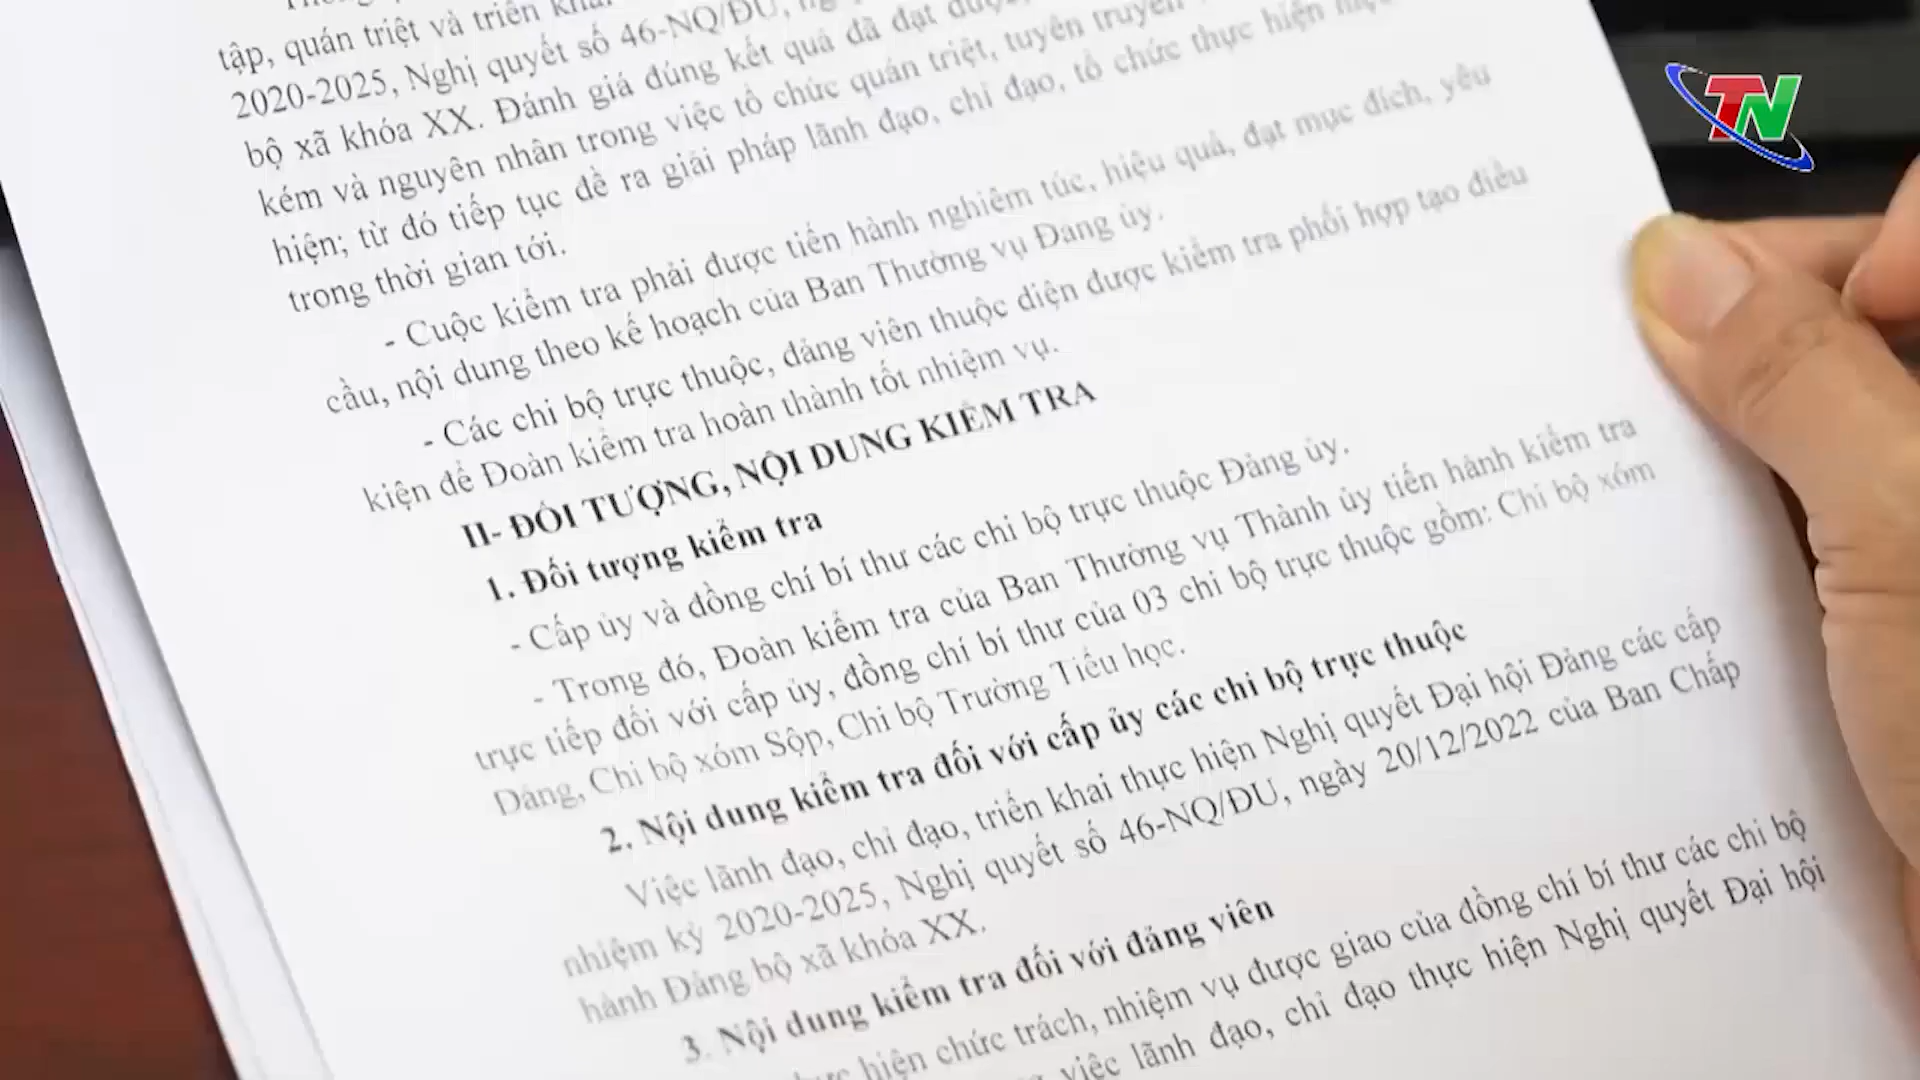 tập, quán triệt và triển khai
2020-2025, Nghị quyết số 46-NQ/ĐU,
bộ xã khóa XX. Đánh giá đúng kết quả đã đạt được,
kém và nguyên nhân trong việc tổ chức quán triệt, tuyên truyền
hiện; từ đó tiếp tục đề ra giải pháp lãnh đạo, chỉ đạo, tổ chức thực hiện
trong thời gian tới.
- Cuộc kiểm tra phải được tiến hành nghiêm túc, hiệu quả, đạt mục đích, yêu
cầu, nội dung theo kế hoạch của Ban Thường vụ Đảng ủy.
- Các chi bộ trực thuộc, đảng viên thuộc diện được kiểm tra phối hợp tạo điều
kiện để Đoàn kiểm tra hoàn thành tốt nhiệm vụ.
II- ĐỐI TƯỢNG, NỘI DUNG KIỂM TRA
1. Đối tượng kiểm tra
- Cấp ủy và đồng chí bí thư các chi bộ trực thuộc Đảng ủy.
- Trong đó, Đoàn kiểm tra của Ban Thường vụ Thành ủy tiến hành kiểm tra
trực tiếp đối với cấp ủy, đồng chí bí thư của 03 chi bộ trực thuộc gồm: Chi bộ xóm
Đảng, Chi bộ xóm Sộp, Chi bộ Trường Tiểu học.
2. Nội dung kiểm tra đối với cấp ủy các chi bộ trực thuộc
Việc lãnh đạo, chỉ đạo, triển khai thực hiện Nghị quyết Đại hội Đảng các cấp
nhiệm kỳ 2020-2025, Nghị quyết số 46-NQ/ĐU, ngày 20/12/2022 của Ban Chấp
hành Đảng bộ xã khóa XX.
3. Nội dung kiểm tra đối với đảng viên
hiện chức trách, nhiệm vụ được giao của đồng chí bí thư các chi bộ
việc lãnh đạo, chỉ đạo thực hiện Nghị quyết Đại hội
TN